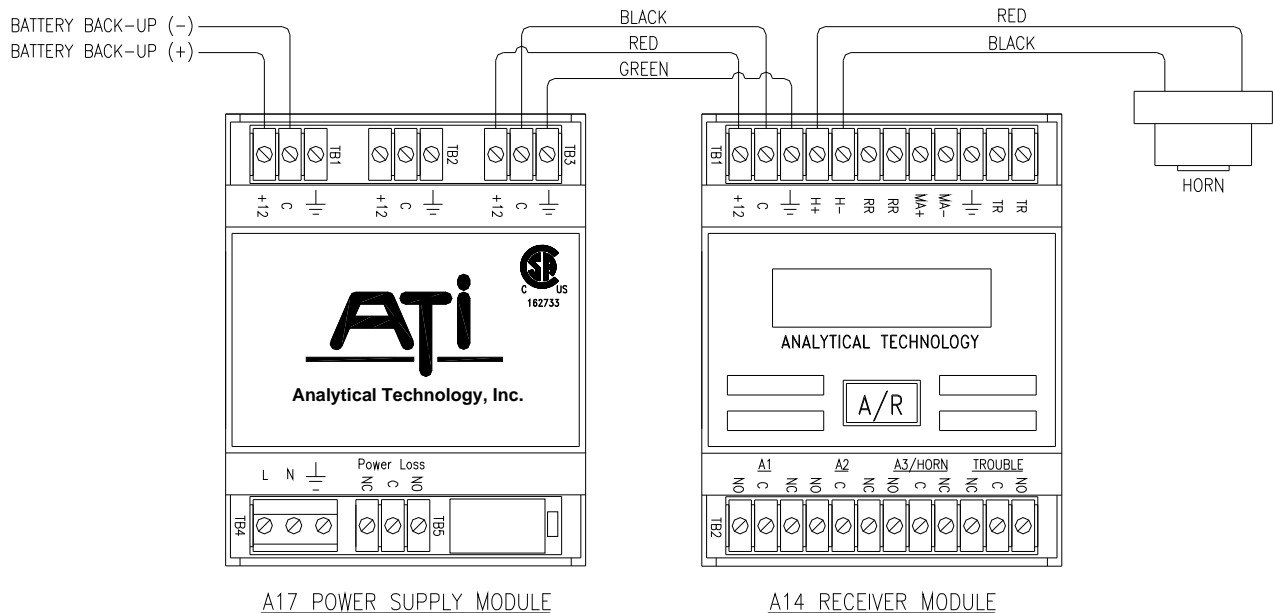 BATTERY BACK-UP (-)
BATTERY BACK-UP (+)
BLACK
RED
GREEN
RED
BLACK
HORN
TB1
TB2
TB3
+12 C
+12 C
+12 C
TB1
+12 C H+ H- RR RR MA+ MA- TR TR
ATi
Analytical Technology, Inc.
CSA
C US
162733
ANALYTICAL TECHNOLOGY
A/R
L N
Power Loss
NC C NO
TB4
TB5
A1 A2 A3/HORN TROUBLE
NO C NC NO C NC NO C NC NC C NO
TB2
A17 POWER SUPPLY MODULE
A14 RECEIVER MODULE